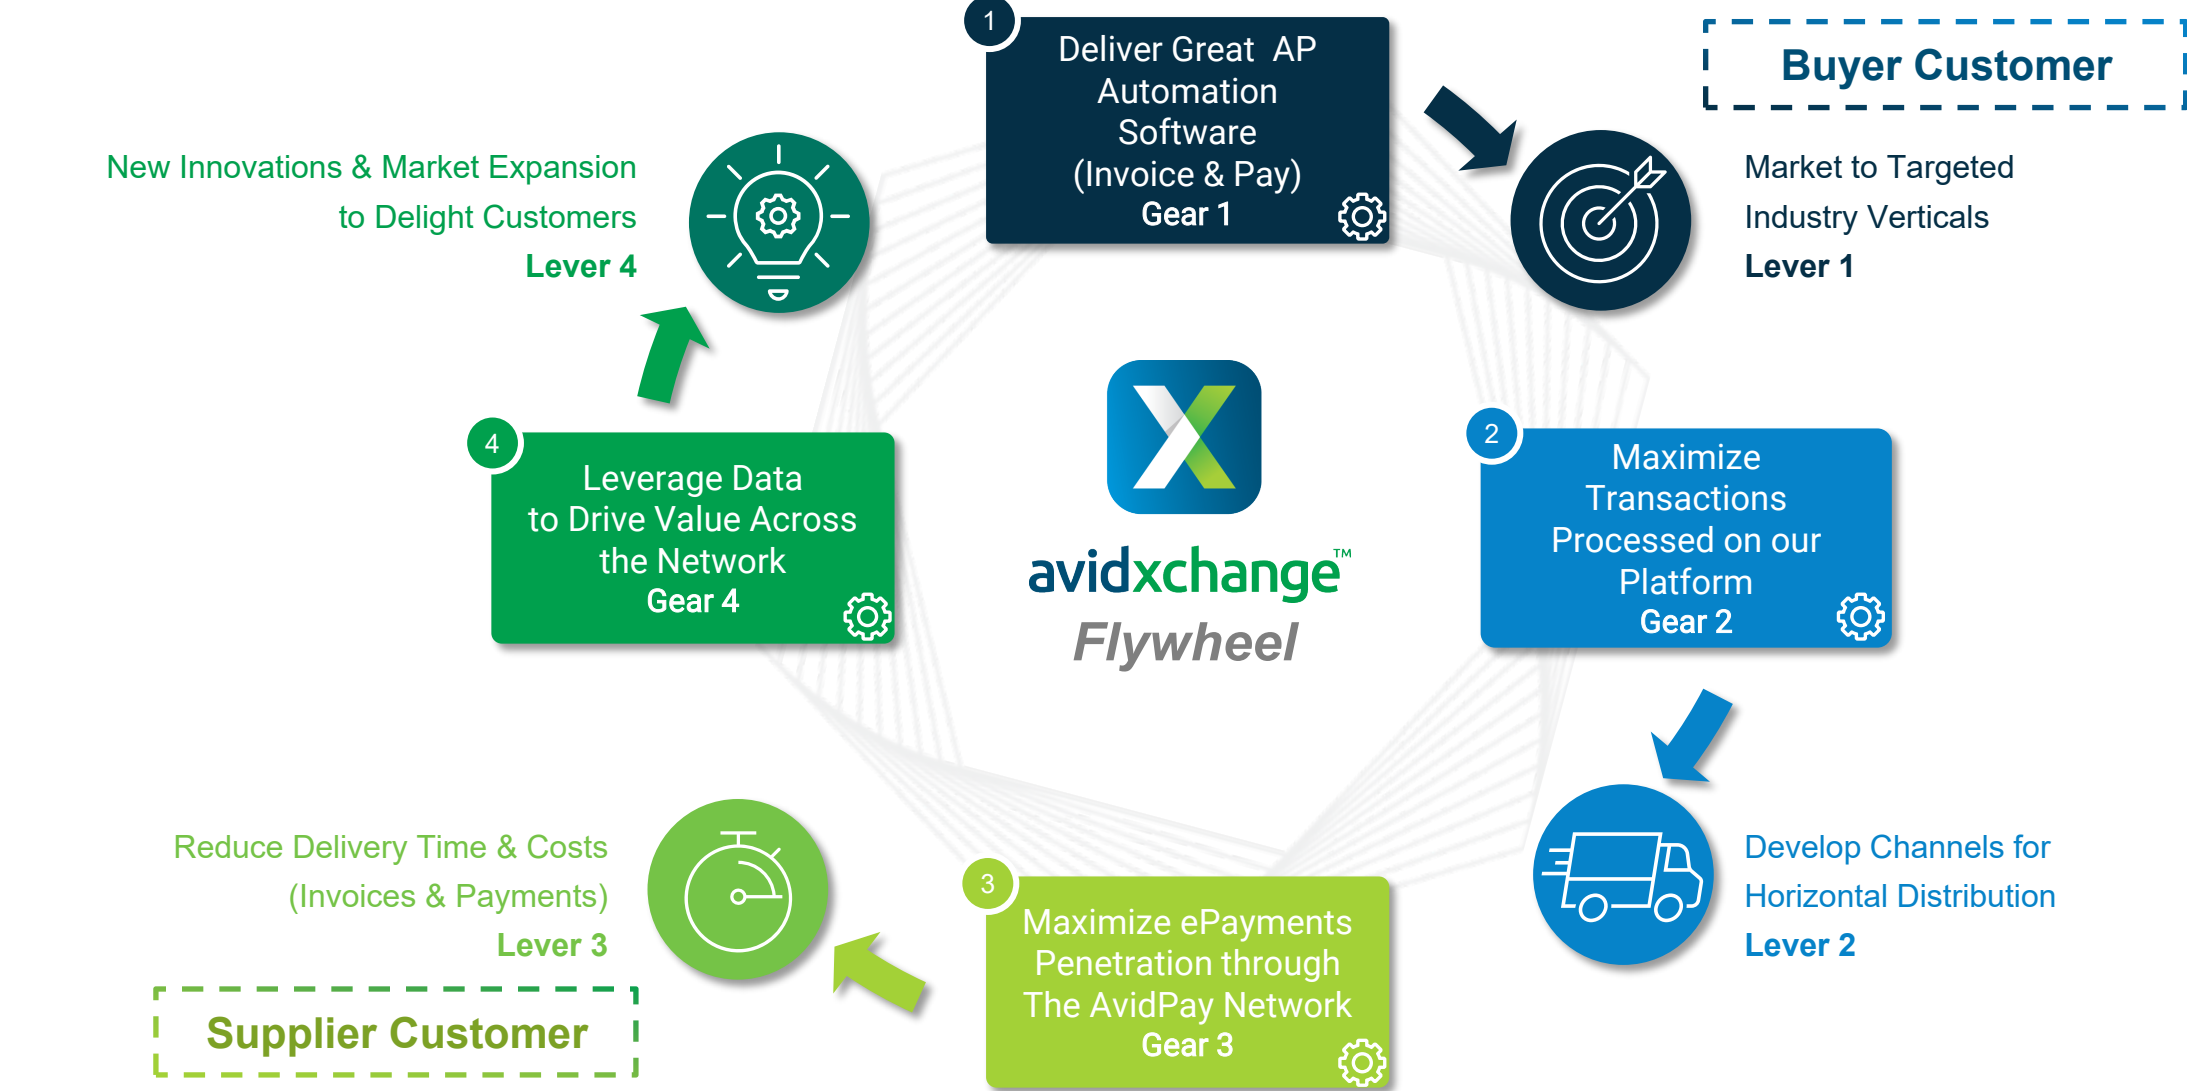 1
Deliver Great AP
Automation
Software
(Invoice & Pay)
Gear 1
Buyer Customer
Market to Targeted
Industry Verticals
Lever 1
2
Maximize
Transactions
Processed on our
Platform
Gear 2
Develop Channels for
Horizontal Distribution
Lever 2
3
Maximize ePayments
Penetration through
The AvidPay Network
Gear 3
Reduce Delivery Time & Costs
(Invoices & Payments)
Lever 3
Supplier Customer
4
Leverage Data
to Drive Value Across
the Network
Gear 4
New Innovations & Market Expansion
to Delight Customers
Lever 4
X
avidxchange™
Flywheel